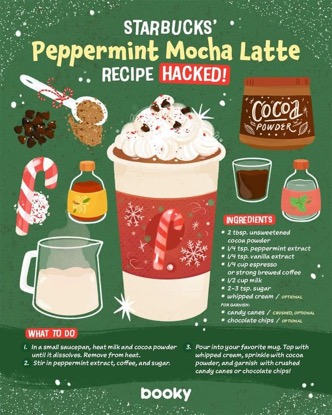 STARBUCKS'
Peppermint Mocha Latte
RECIPE HACKED!
COCOA
POWDER
INGREDIENTS
• 2 tbsp. unsweetened
cocoa powder
• 1/4 tsp. peppermint extract
• 1/4 tsp. vanilla extract
• 1/4 cup espresso
or strong brewed coffee
• 1/2 cup milk
• 2-3 tsp. sugar
• whipped cream / OPTIONAL
FOR GARNISH:
• candy canes / CRUSHED, OPTIONAL
• chocolate chips / OPTIONAL
WHAT TO DO
1. In a small saucepan, heat milk and cocoa powder
until it dissolves. Remove from heat.
2. Stir in peppermint extract, coffee, and sugar.
3. Pour into your favorite mug. Top with
whipped cream, sprinkle with cocoa
powder, and garnish with crushed
candy canes or chocolate chips!
booky